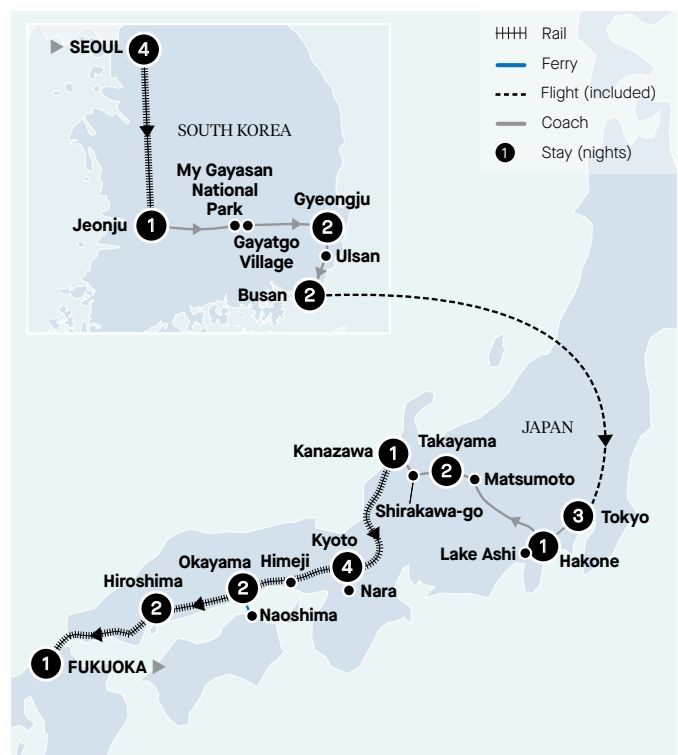 SEOUL
4
SOUTH KOREA
My Gayasan
National
Park
Jeonju
1
Gayatgo
Village
Gyeongju
2
Ulsan
Busan
2
Rail
Ferry
Flight (included)
Coach
1
Stay (nights)
JAPAN
Kanazawa
1
Takayama
2
Matsumoto
Shirakawa-go
3
Tokyo
Lake Ashi
1
Hakone
Kyoto
4
Nara
Himeji
Okayama
2
Naoshima
Hiroshima
2
1
FUKUOKA